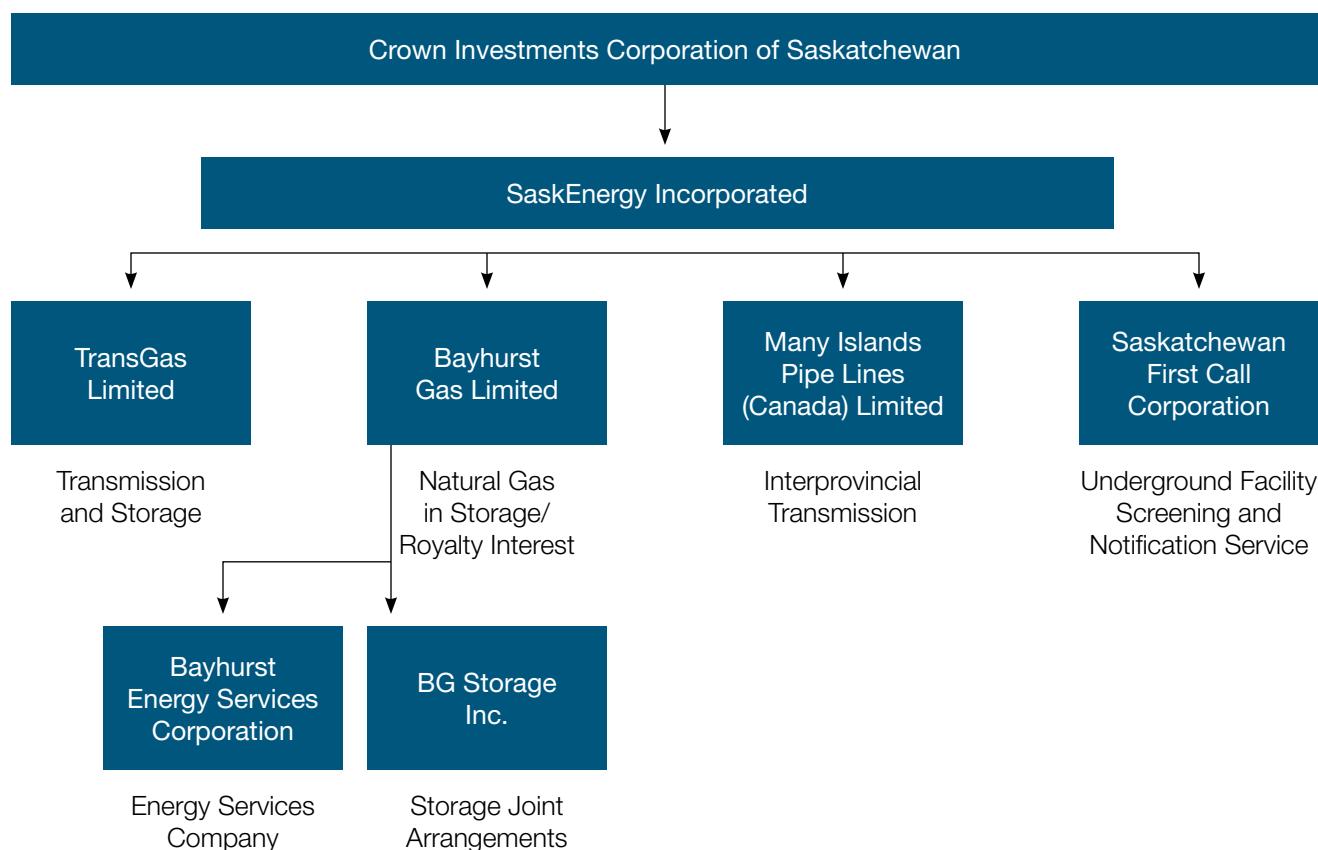 Crown Investments Corporation of Saskatchewan
SaskEnergy Incorporated
TransGas
Limited
Transmission
and Storage
Bayhurst
Gas Limited
Natural Gas
in Storage/
Royalty Interest
Many Islands
Pipe Lines
(Canada) Limited
Interprovincial
Transmission
Saskatchewan
First Call
Corporation
Underground Facility
Screening and
Notification Service
Bayhurst
Energy Services
Corporation
Energy Services
Company
BG Storage
Inc.
Storage Joint
Arrangements